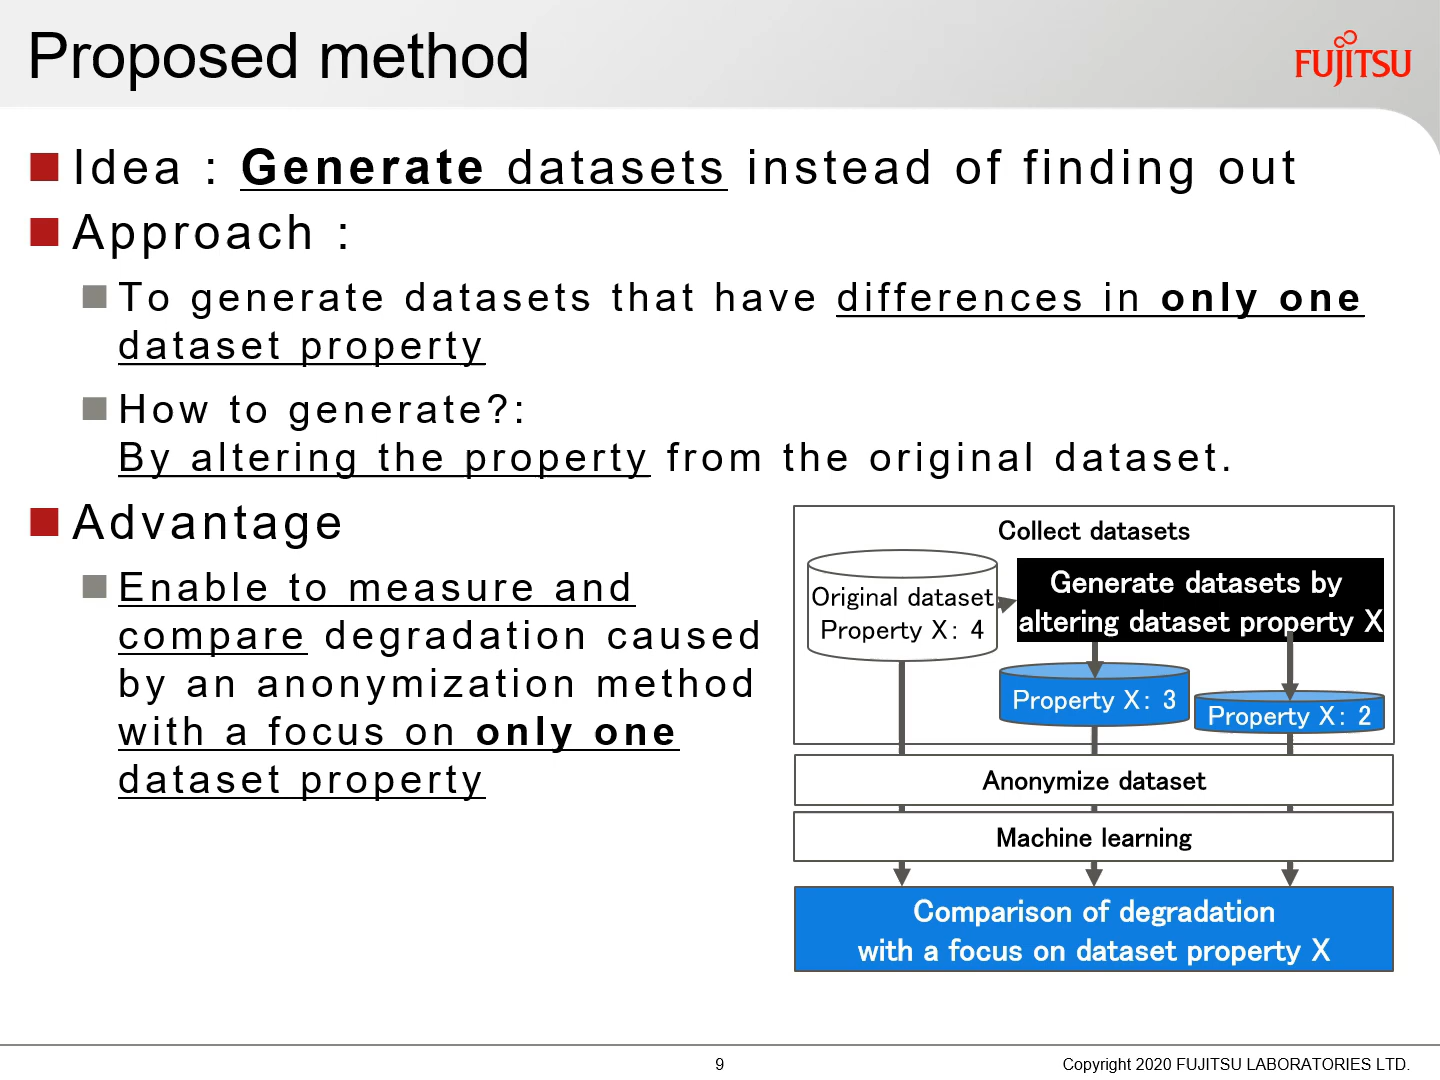 Proposed method
FUJITSU
Idea : Generate datasets instead of finding out
Approach :
To generate datasets that have differences in only one
dataset property
How to generate?:
By altering the property from the original dataset.
Advantage
Enable to measure and
compare degradation caused
by an anonymization method
with a focus on only one
dataset property
Collect datasets
Original dataset
Property X: 4
Generate datasets by
altering dataset property X
Property X: 3
Property X: 2
Anonymize dataset
Machine learning
Comparison of degradation
with a focus on dataset property X
9
Copyright 2020 FUJITSU LABORATORIES LTD.